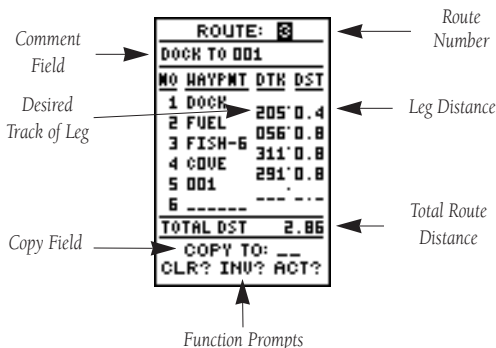 ROUTE: 3
Route Number
Comment Field
DOCK TO 001
NO WAYPNT DTK DST
1 DOCK
205° 0.4
Desired Track of Leg
Leg Distance
2 FUEL
056° 0.8
3 FISH-6
311° 0.8
4 COVE
291° 0.8
5 001
___ _._
6 ______
TOTAL DST 2.86
Total Route Distance
Copy Field
COPY TO: __
CLR? INV? ACT?
Function Prompts